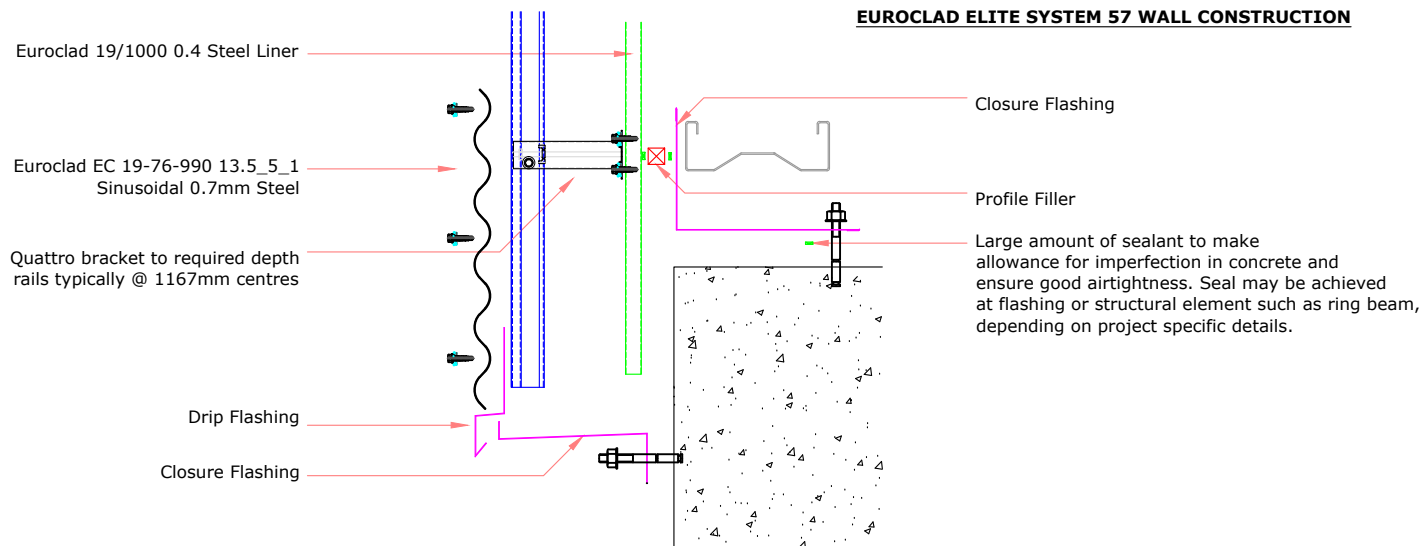 EUROCLAD ELITE SYSTEM 57 WALL CONSTRUCTION
Euroclad 19/1000 0.4 Steel Liner
Euroclad EC 19-76-990 13.5_5_1
Sinusoidal 0.7mm Steel
Quattro bracket to required depth
rails typically @ 1167mm centres
Drip Flashing
Closure Flashing
Closure Flashing
Profile Filler
Large amount of sealant to make
allowance for imperfection in concrete and
ensure good airtightness. Seal may be achieved
at flashing or structural element such as ring beam,
depending on project specific details.